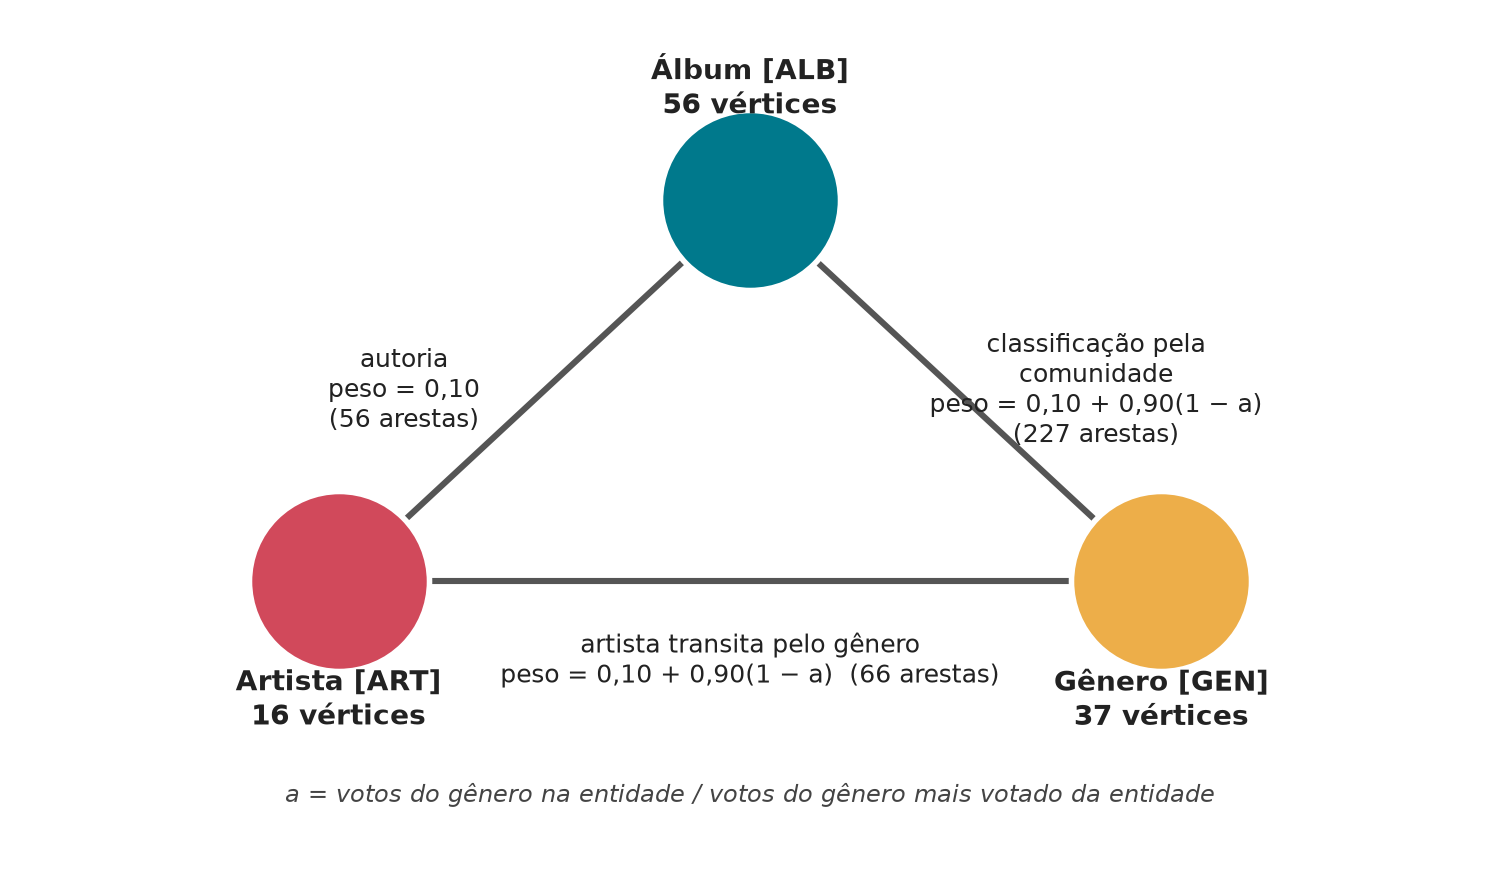 Álbum [ALB]
56 vértices
autoria
peso = 0,10
(56 arestas)
classificação pela
comunidade
peso = 0,10 + 0,90(1 − a)
(227 arestas)
artista transita pelo gênero
peso = 0,10 + 0,90(1 − a)  (66 arestas)
Artista [ART]
16 vértices
Gênero [GEN]
37 vértices
a = votos do gênero na entidade / votos do gênero mais votado da entidade